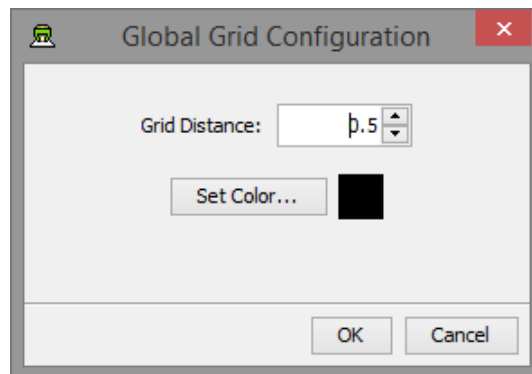 Global Grid Configuration
Grid Distance: 0.5
Set Color...
OK Cancel